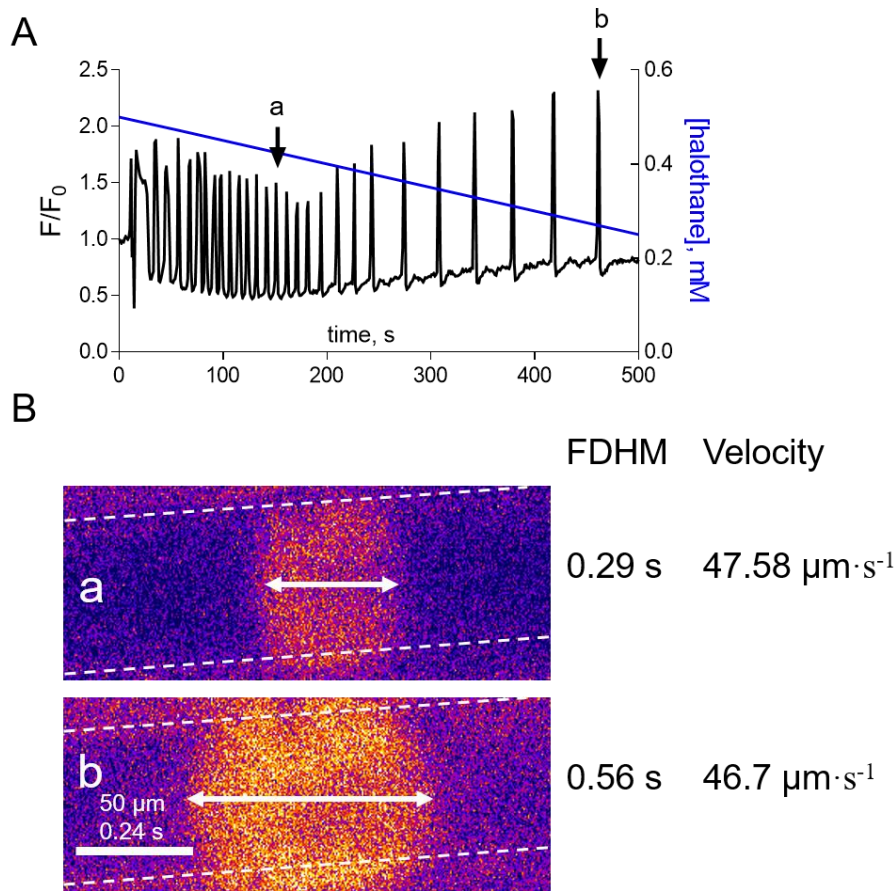 A
b
a
2.5
2.0
1.5
1.0
0.5
0.0
F/F0
0.6
0.4
0.2
0.0
[halothane], mM
time, s
0
100
200
300
400
500
B
FDHM Velocity
a
0.29 s 47.58 µm·s-1
b
50 µm
0.24 s
0.56 s 46.7 µm·s-1